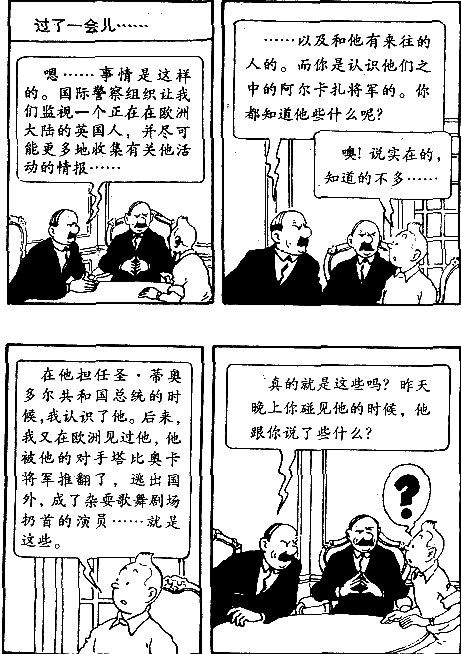 过了一会儿……
嗯……事情是这样
的。国际警察组织让我
们监视一个正在在欧洲
大陆的英国人，并尽可
能更多地收集有关他活
动的情报……
……以及和他有来往的
人的。而你是认识他们之
中的阿尔卡扎将军的。你
都知道他些什么呢？
噢！说实在的，
知道的不多……
在他担任圣·蒂奥
多尔共和国总统的时
候，我认识了他。后来，
我又在欧洲见过他，他
被他的对手塔比奥卡
将军推翻了，逃出国
外，成了杂耍歌舞剧场
扔首的演员……就是
这些。
真的就是这些吗？昨天
晚上你碰见他的时候，他
跟你说了些什么？
?